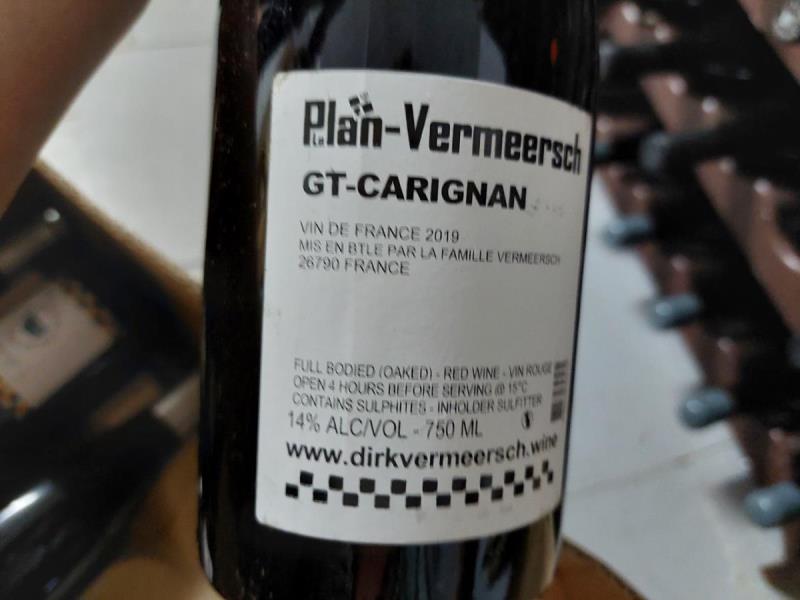 Le Plan-Vermeersch
GT-CARIGNAN
VIN DE FRANCE 2019
MIS EN BTLE PAR LA FAMILLE VERMEERSCH
26790 FRANCE
FULL BODIED (OAKED) - RED WINE - VIN ROUGE
OPEN 4 HOURS BEFORE SERVING @ 15°C
CONTAINS SULPHITES - INHOLDER SULFITTER
14% ALC/VOL - 750 ML
www.dirkvermeersch.wine